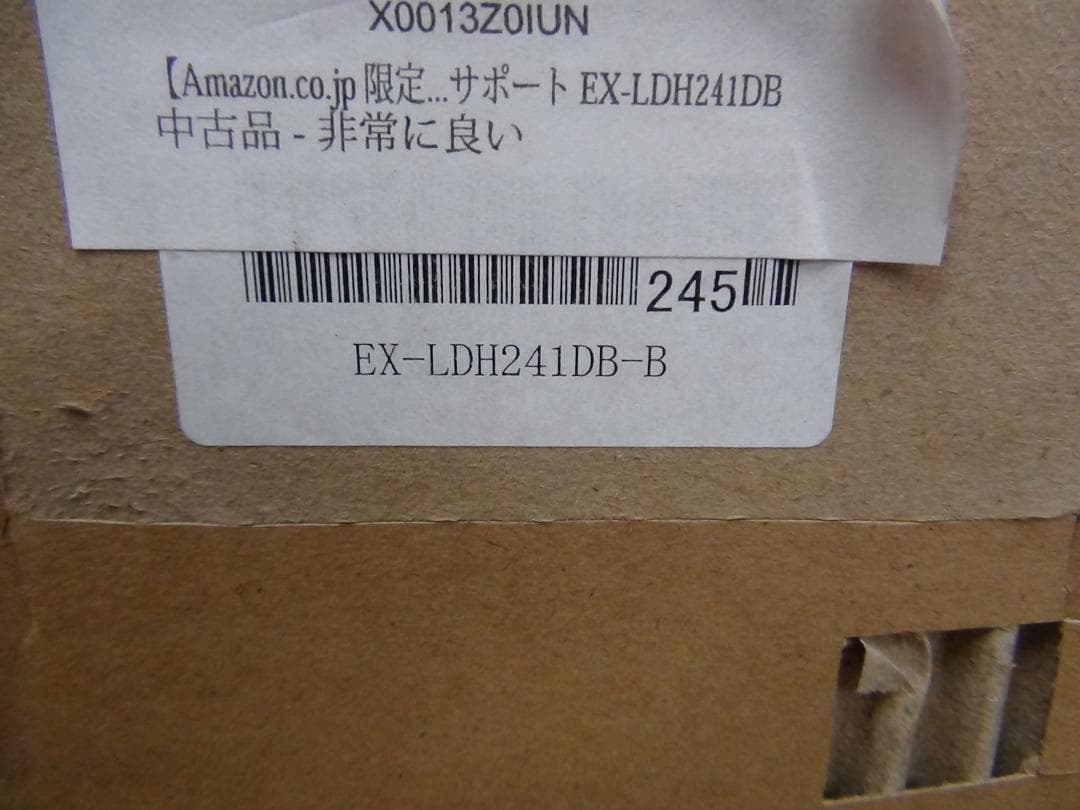 X0013Z0IUN
【Amazon.co.jp 限定...サポート EX-LDH241DB
中古品 - 非常に良い
245
EX-LDH241DB-B